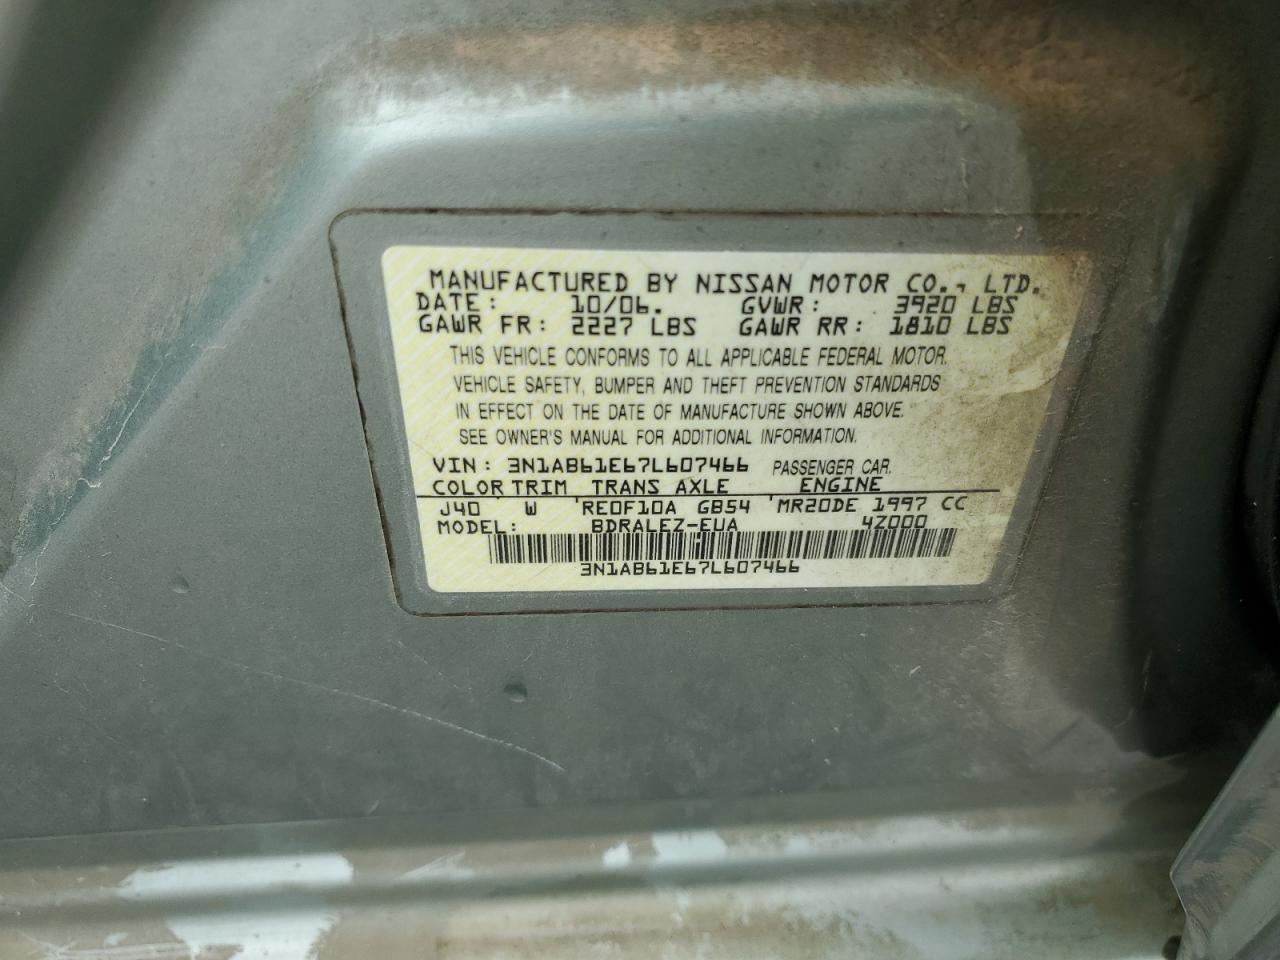 MANUFACTURED BY NISSAN MOTOR CO., LTD.
DATE: 10/06. GVWR: 3920 LBS
GAWR FR: 2227 LBS GAWR RR: 1810 LBS
THIS VEHICLE CONFORMS TO ALL APPLICABLE FEDERAL MOTOR.
VEHICLE SAFETY, BUMPER AND THEFT PREVENTION STANDARDS
IN EFFECT ON THE DATE OF MANUFACTURE SHOWN ABOVE.
SEE OWNER'S MANUAL FOR ADDITIONAL INFORMATION.
VIN: 3N1AB61E67L607466 PASSENGER CAR.
COLOR TRIM TRANS AXLE ENGINE
J40 W RE0F10A GB54 MR20DE 1997 CC
MODEL: BDRALEZ-EUA 4Z000
3N1AB61E67L607466